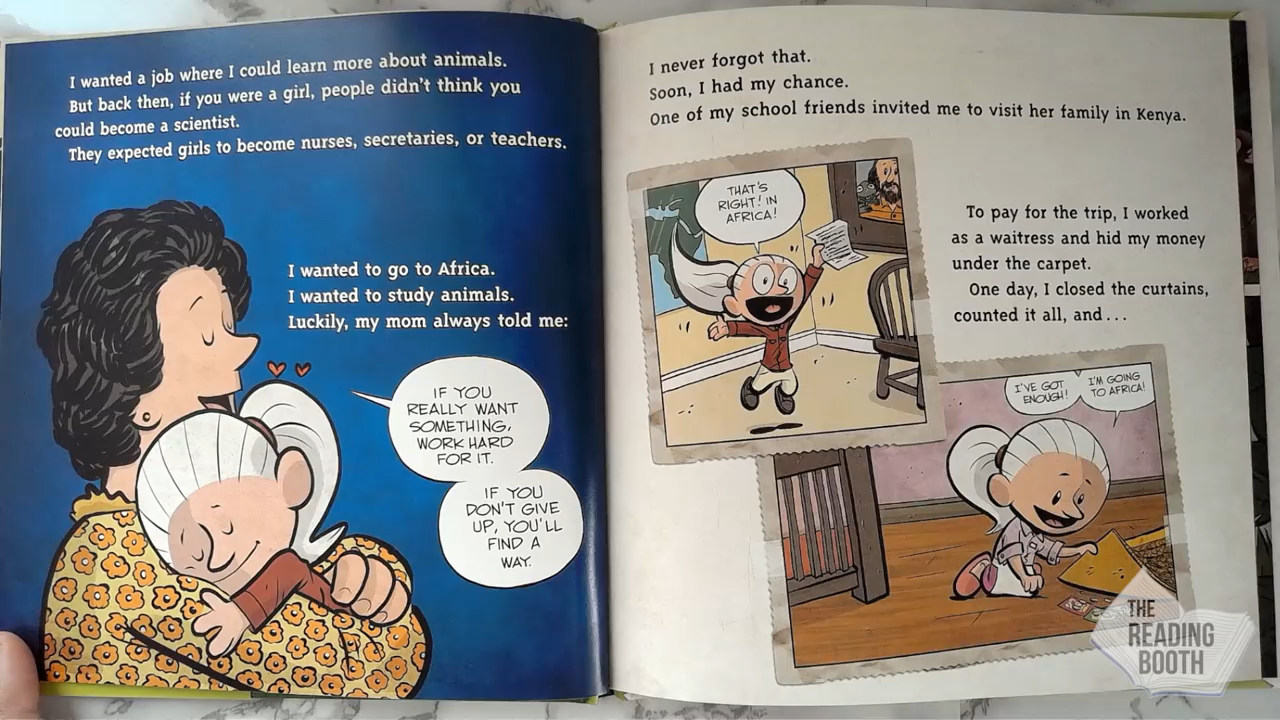 I wanted a job where I could learn more about animals.
But back then, if you were a girl, people didn't think you
could become a scientist.
They expected girls to become nurses, secretaries, or teachers.
I wanted to go to Africa.
I wanted to study animals.
Luckily, my mom always told me:
IF YOU
REALLY WANT
SOMETHING,
WORK HARD
FOR IT.
IF YOU
DON'T GIVE
UP, YOU'LL
FIND A
WAY.
I never forgot that.
Soon, I had my chance.
One of my school friends invited me to visit her family in Kenya.
THAT'S
RIGHT! IN
AFRICA!
To pay for the trip, I worked
as a waitress and hid my money
under the carpet.
One day, I closed the curtains,
counted it all, and...
I'VE GOT
ENOUGH!
I'M GOING
TO AFRICA!
THE
READING
BOOTH